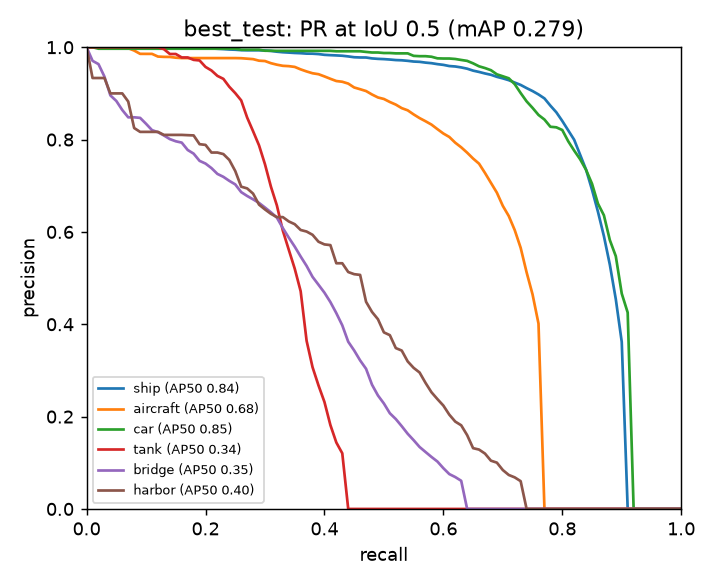 best_test: PR at IoU 0.5 (mAP 0.279)
1.0
0.8
0.6
0.4
0.2
0.0
precision
ship (AP50 0.84)
aircraft (AP50 0.68)
car (AP50 0.85)
tank (AP50 0.34)
bridge (AP50 0.35)
harbor (AP50 0.40)
0.0 0.2 0.4 0.6 0.8 1.0
recall